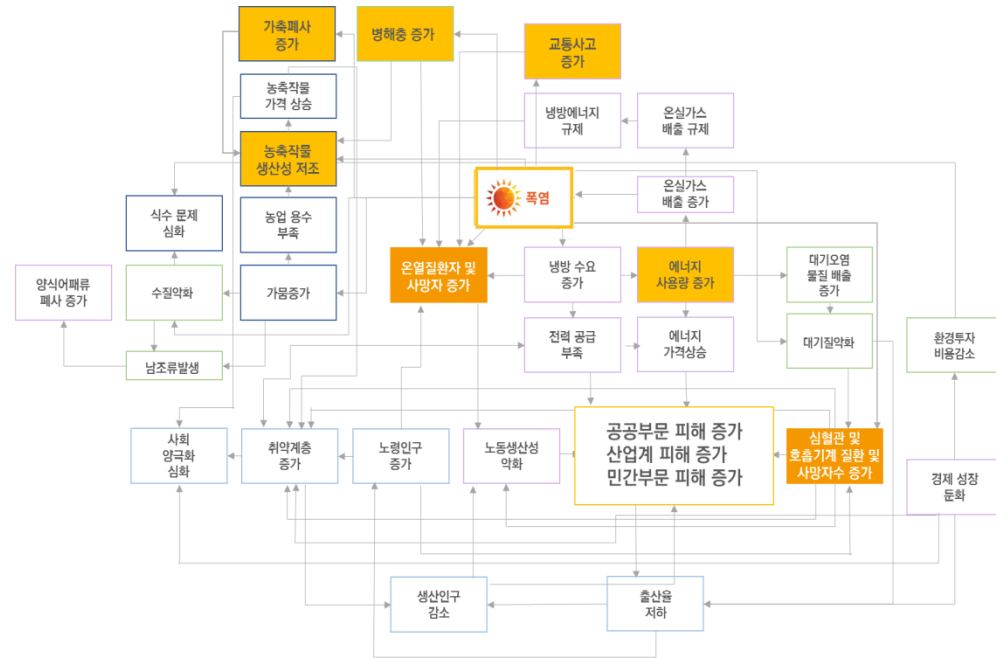 가축폐사
증가
병해충 증가
교통사고
증가
농축작물
가격 상승
냉방에너지
규제
온실가스
배출 규제
농축작물
생산성 저조
폭염
온실가스
배출 증가
식수 문제
심화
농업 용수
부족
온열질환자 및
사망자 증가
냉방 수요
증가
에너지
사용량 증가
대기오염
물질 배출
증가
양식어패류
폐사 증가
수질악화
가뭄증가
전력 공급
부족
에너지
가격상승
대기질악화
환경투자
비용감소
남조류발생
사회
양극화
심화
취약계층
증가
노령인구
증가
노동생산성
악화
공공부문 피해 증가
산업계 피해 증가
민간부문 피해 증가
심혈관 및
호흡기계 질환 및
사망자수 증가
경제 성장
둔화
생산인구
감소
출산율
저하